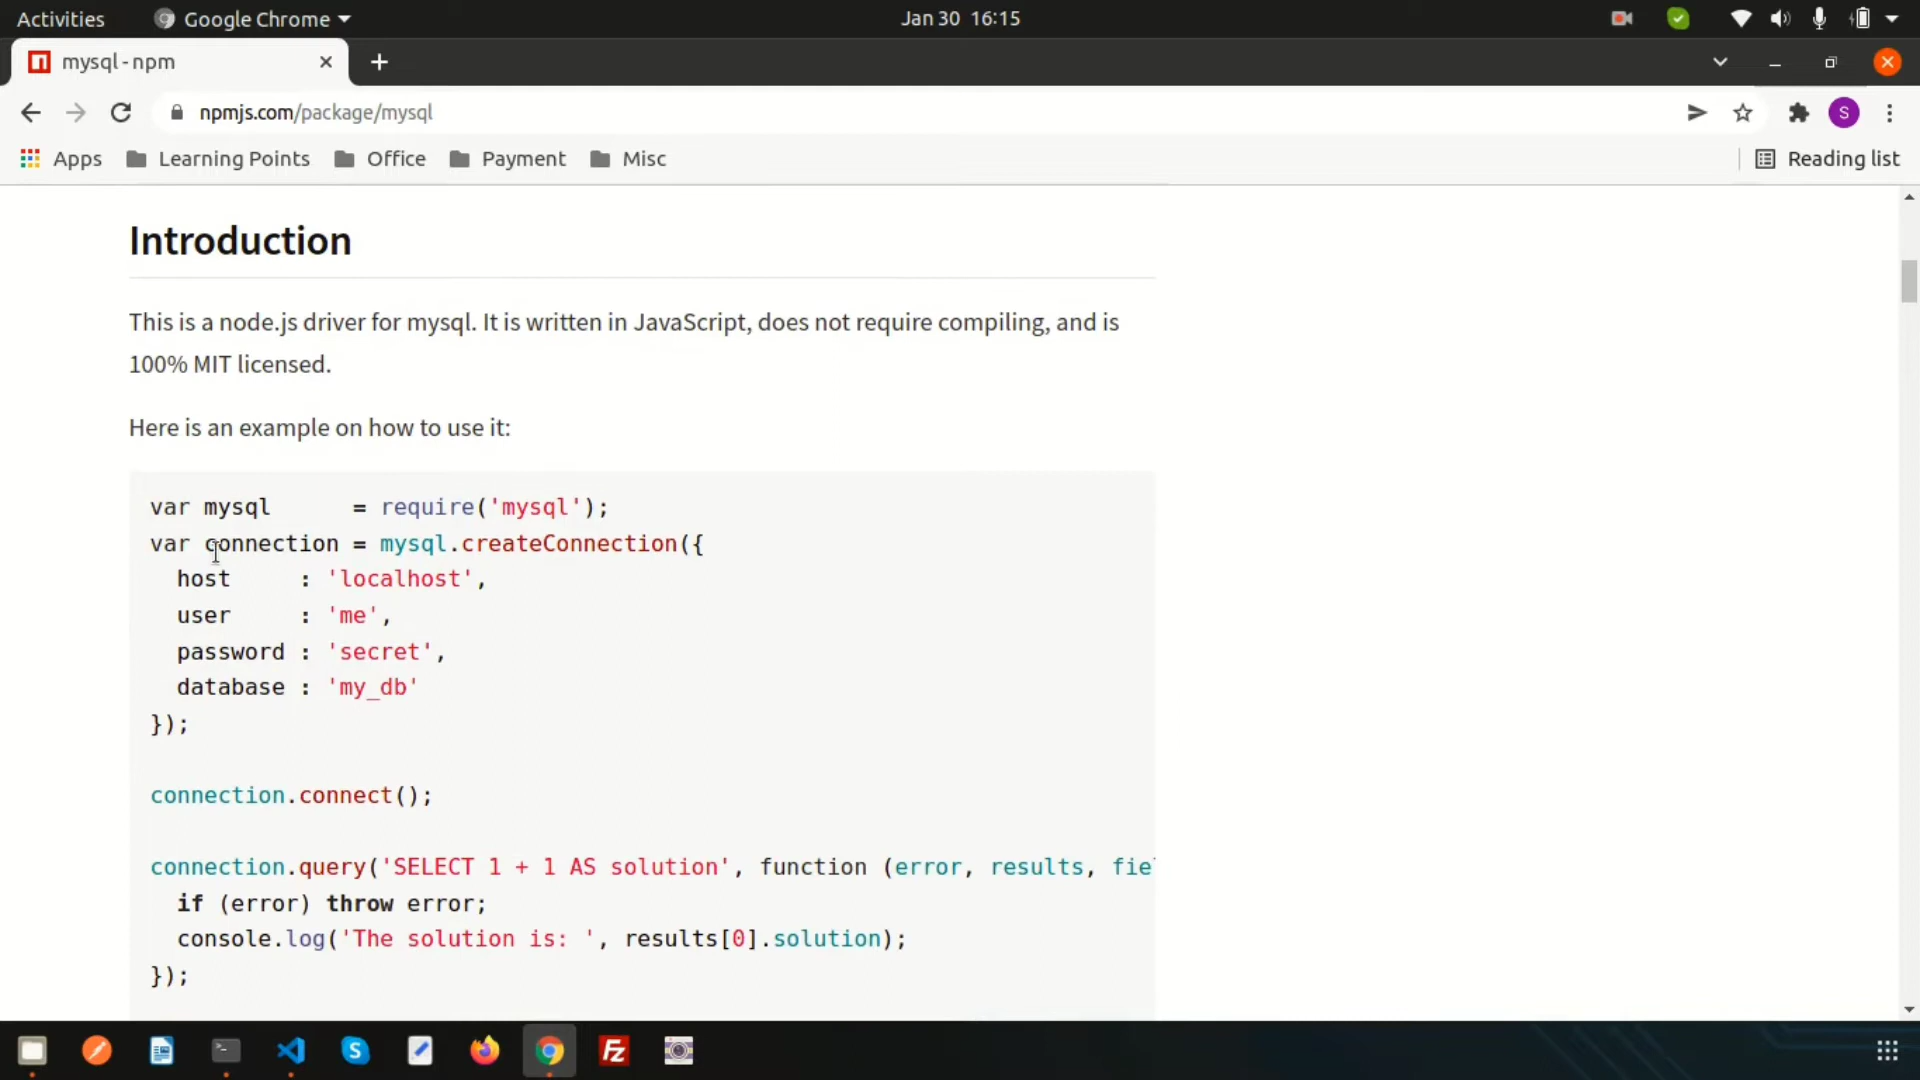 Activities
Google Chrome
Jan 30 16:15
mysql - npm
npmjs.com/package/mysql
S
Apps
Learning Points
Office
Payment
Misc
Reading list
Introduction
This is a node.js driver for mysql. It is written in JavaScript, does not require compiling, and is
100% MIT licensed.
Here is an example on how to use it:
var mysql      = require('mysql');
var connection = mysql.createConnection({
  host     : 'localhost',
  user     : 'me',
  password : 'secret',
  database : 'my_db'
});
connection.connect();
connection.query('SELECT 1 + 1 AS solution', function (error, results, fie
  if (error) throw error;
  console.log('The solution is: ', results[0].solution);
});